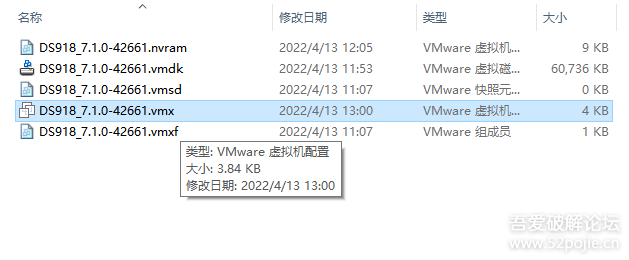 名称 修改日期 类型 大小
DS918_7.1.0-42661.nvram 2022/4/13 12:05 VMware 虚拟机... 9 KB
DS918_7.1.0-42661.vmdk 2022/4/13 11:53 VMware 虚拟磁... 60,736 KB
DS918_7.1.0-42661.vmsd 2022/4/13 11:07 VMware 快照元... 0 KB
DS918_7.1.0-42661.vmx 2022/4/13 13:00 VMware 虚拟机... 4 KB
DS918_7.1.0-42661.vmxf 2022/4/13 11:07 VMware 组成员 1 KB
类型: VMware 虚拟机配置
大小: 3.84 KB
修改日期: 2022/4/13 13:00
吾爱破解论坛
www.52pojie.cn